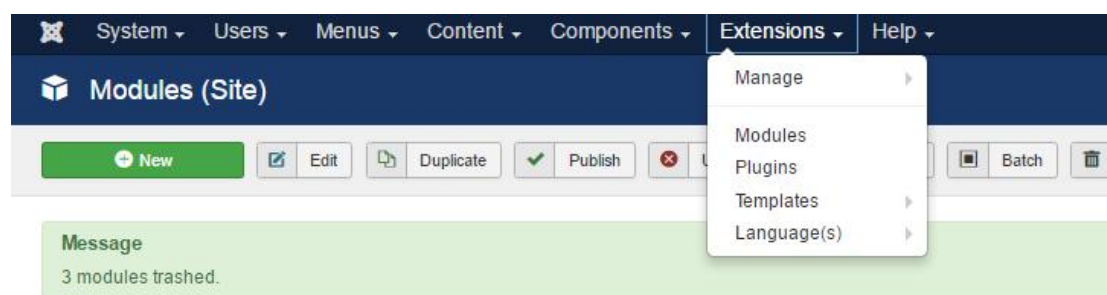 System Users Menus Content Components Extensions Help
Modules (Site)
Manage
New Edit Duplicate Publish U Batch
Modules
Plugins
Templates
Language(s)
Message
3 modules trashed.